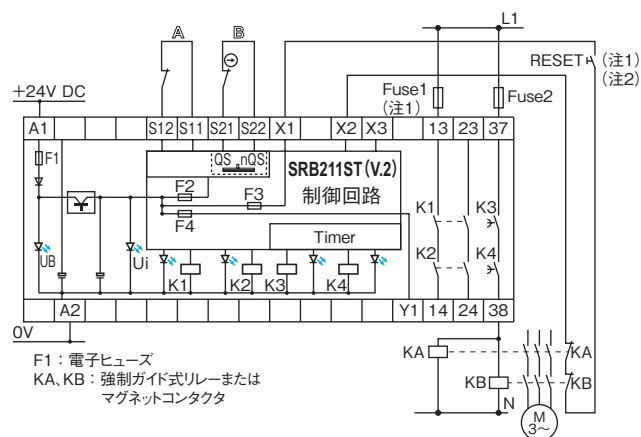 A B L1
RESET (注1)
(注2)
+24V DC
Fuse1
(注1)
Fuse2
A1 S12 S11 S21 S22 X1 X2 X3 13 23 37
F1
QS nQS
SRB211ST(V.2)
制御回路
F2
F3
F4
K1 K3
UB Ui
Timer
K2 K4
K1 K2 K3 K4
A2 Y1 14 24 38
0V
F1：電子ヒューズ
KA、KB：強制ガイド式リレーまたは
マグネットコンタクタ
KA KA
KB KB
N
M
3~